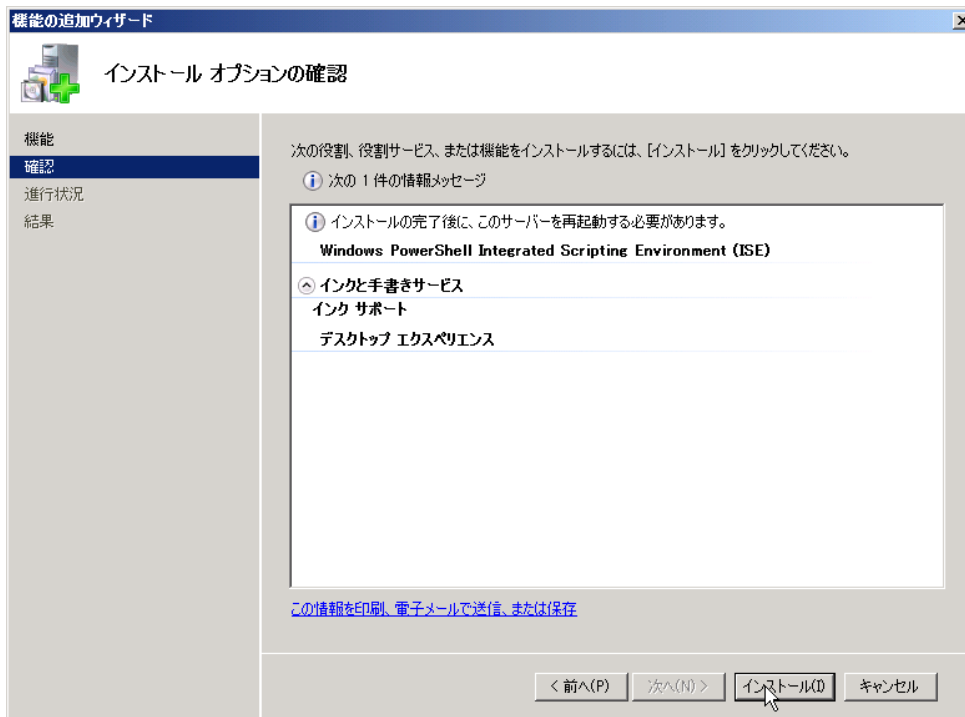 機能の追加ウィザード
インストール オプションの確認
機能
確認
進行状況
結果
次の役割、役割サービス、または機能をインストールするには、[インストール] をクリックしてください。
次の 1 件の情報メッセージ
インストールの完了後に、このサーバーを再起動する必要があります。
Windows PowerShell Integrated Scripting Environment (ISE)
インクと手書きサービス
インク サポート
デスクトップ エクスペリエンス
この情報を印刷、電子メールで送信、または保存
< 前へ(P)
次へ(N) >
インストール(I)
キャンセル